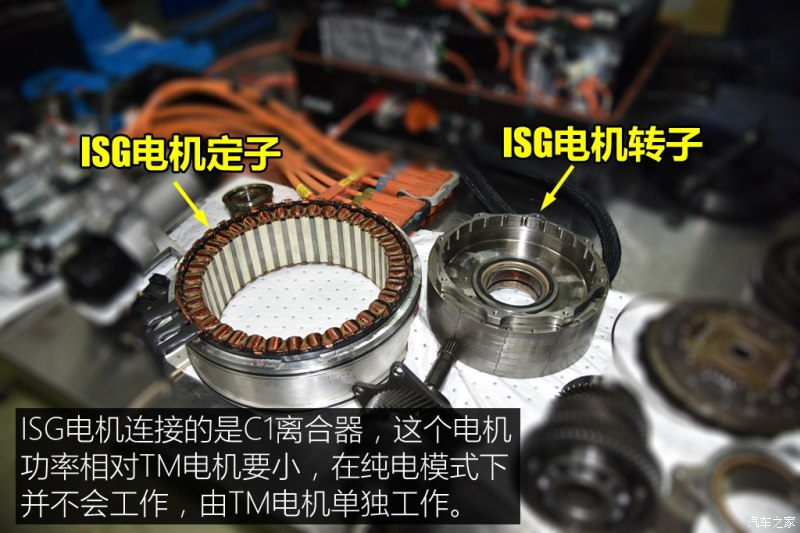 ISG电机定子
ISG电机转子
ISG电机连接的是C1离合器，这个电机
功率相对TM电机要小，在纯电模式下
并不会工作，由TM电机单独工作。
汽车之家